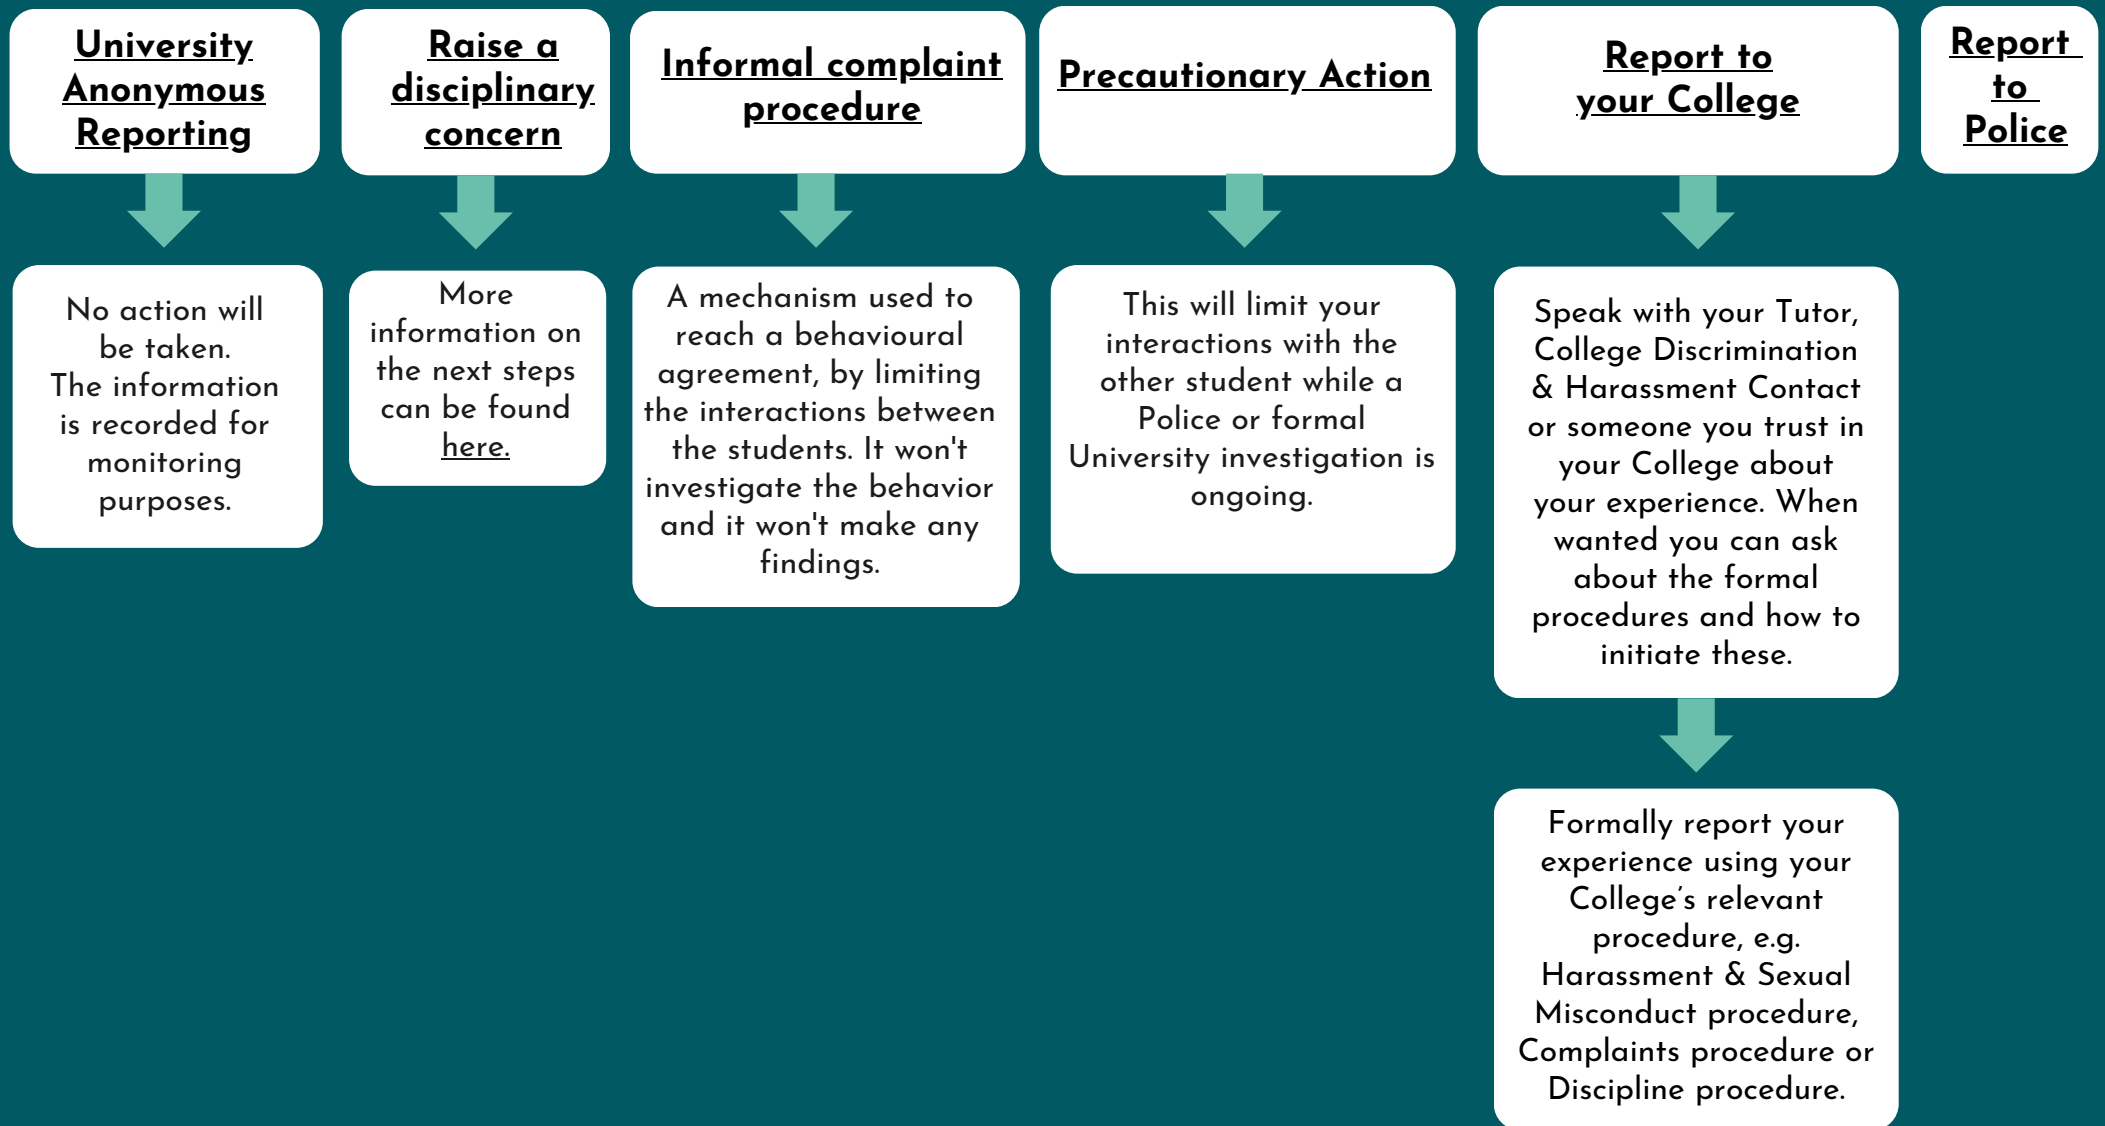 University
Anonymous
Reporting
No action will
be taken.
The information
is recorded for
monitoring
purposes.
Raise a
disciplinary
concern
More
information on
the next steps
can be found
here.
Informal complaint
procedure
A mechanism used to
reach a behavioural
agreement, by limiting
the interactions between
the students. It won't
investigate the behavior
and it won't make any
findings.
Precautionary Action
This will limit your
interactions with the
other student while a
Police or formal
University investigation is
ongoing.
Report to
your College
Speak with your Tutor,
College Discrimination
& Harassment Contact
or someone you trust in
your College about
your experience. When
wanted you can ask
about the formal
procedures and how to
initiate these.
Formally report your
experience using your
College’s relevant
procedure, e.g.
Harassment & Sexual
Misconduct procedure,
Complaints procedure or
Discipline procedure.
Report
to
Police